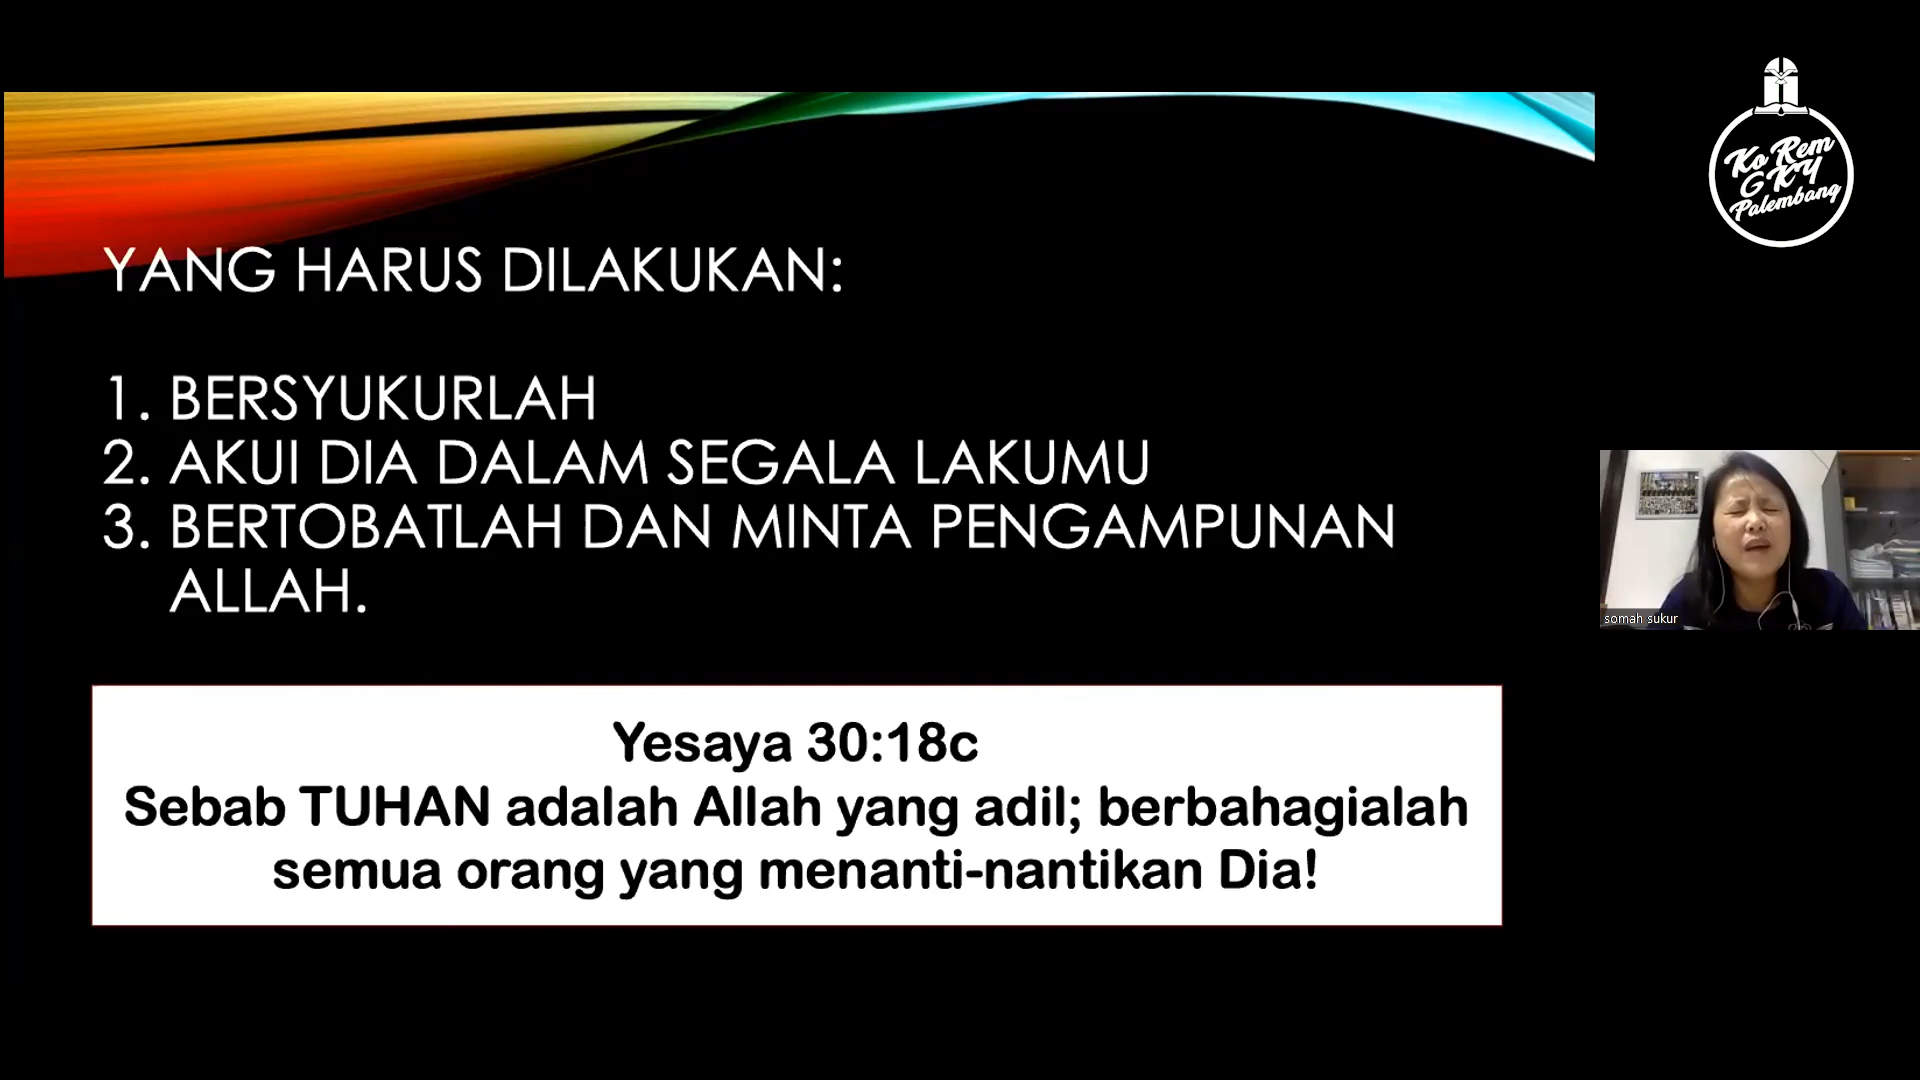 YANG HARUS DILAKUKAN:
1. BERSYUKURLAH
2. AKUI DIA DALAM SEGALA LAKUMU
3. BERTOBATLAH DAN MINTA PENGAMPUNAN
ALLAH.
Yesaya 30:18c
Sebab TUHAN adalah Allah yang adil; berbahagialah
semua orang yang menanti-nantikan Dia!
Ko Rem
GKY
Palembang
somah sukur